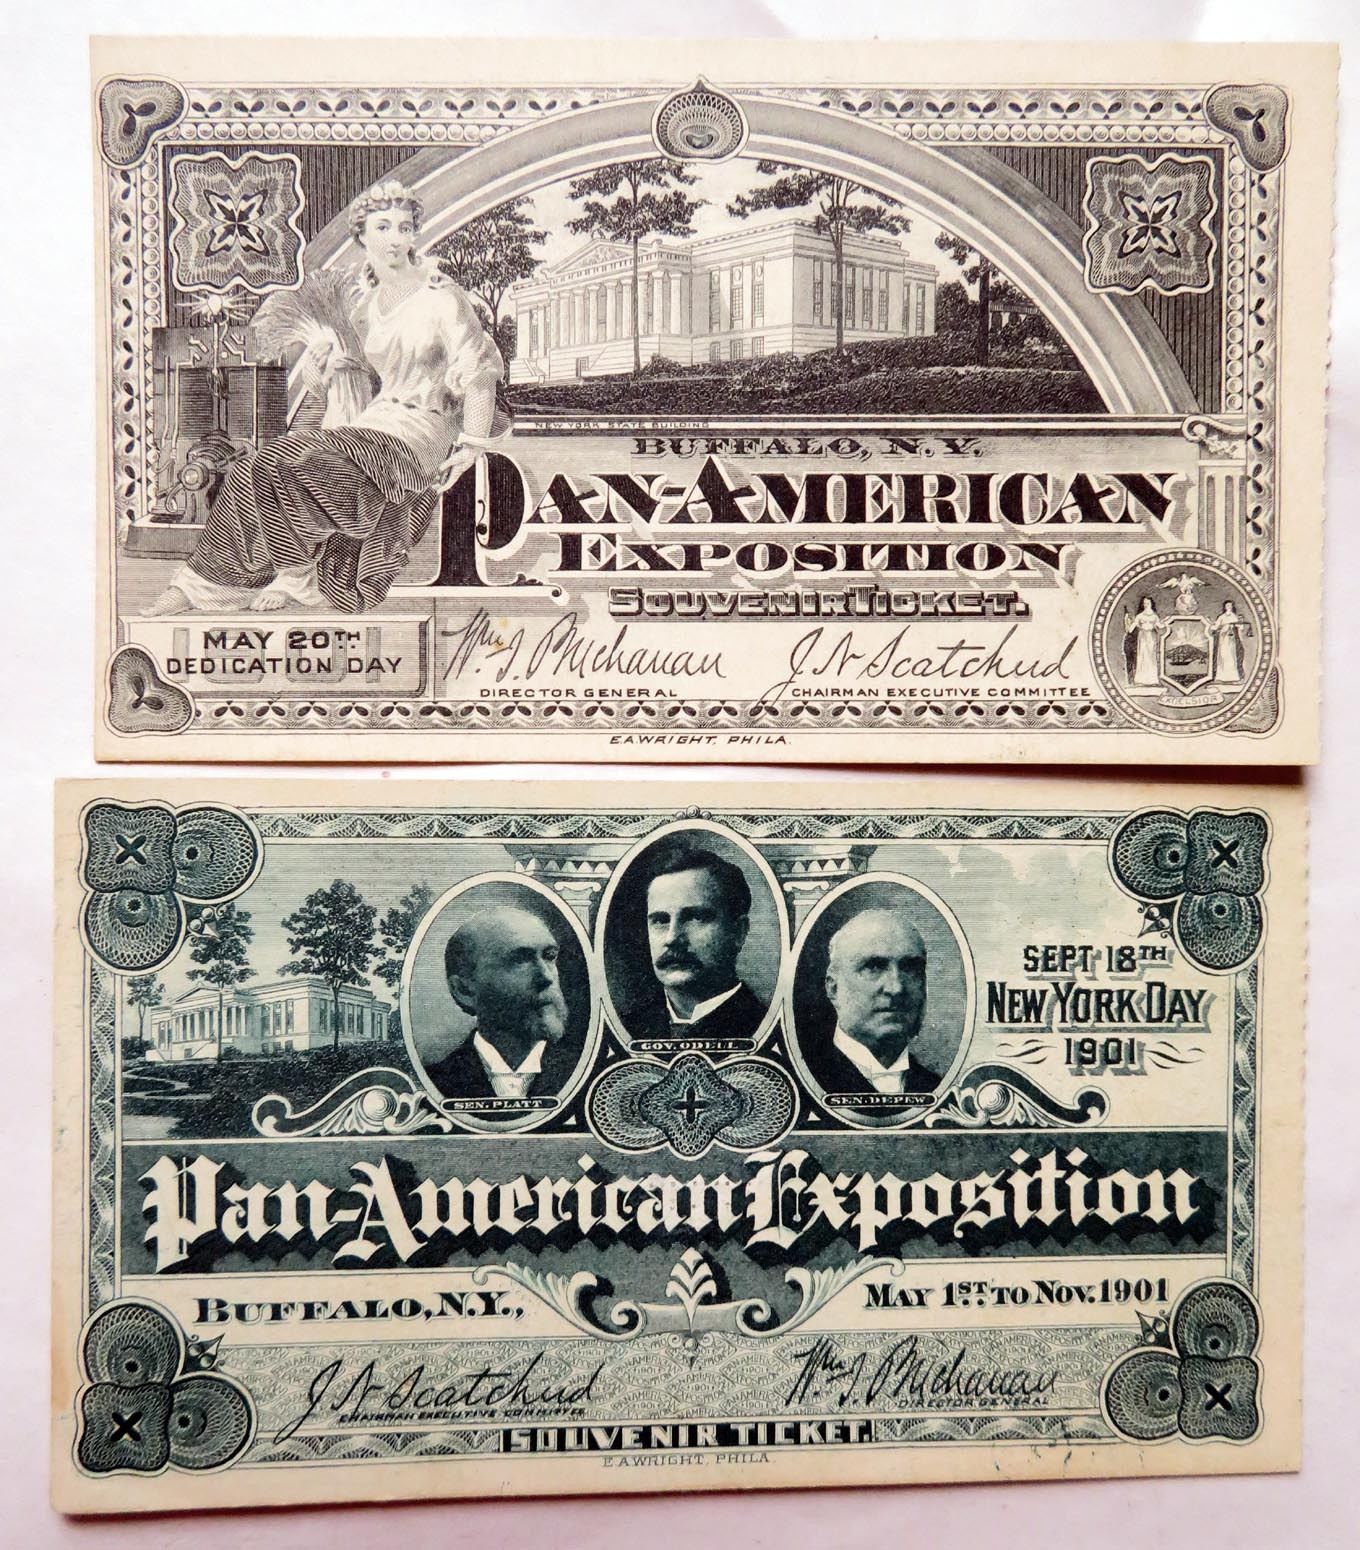 NEW YORK STATE BUILDING
BUFFALO, N.Y.
PAN-AMERICAN
EXPOSITION
SOUVENIR TICKET.
1901
MAY 20TH
DEDICATION DAY
Wm. I. Buchanan
DIRECTOR GENERAL
J N Scatcherd
CHAIRMAN EXECUTIVE COMMITTEE
EXCELSIOR
E.A.WRIGHT, PHILA.
SEN. PLATT
GOV. ODELL
SEN. DEPEW
SEPT. 18TH
NEW YORK DAY
1901
Pan-American Exposition
BUFFALO, N.Y.,
MAY 1ST TO NOV. 1901
J N Scatcherd
CHAIRMAN EXECUTIVE COMMITTEE
Wm. I. Buchanan
DIRECTOR GENERAL
SOUVENIR TICKET.
E.A.WRIGHT, PHILA.